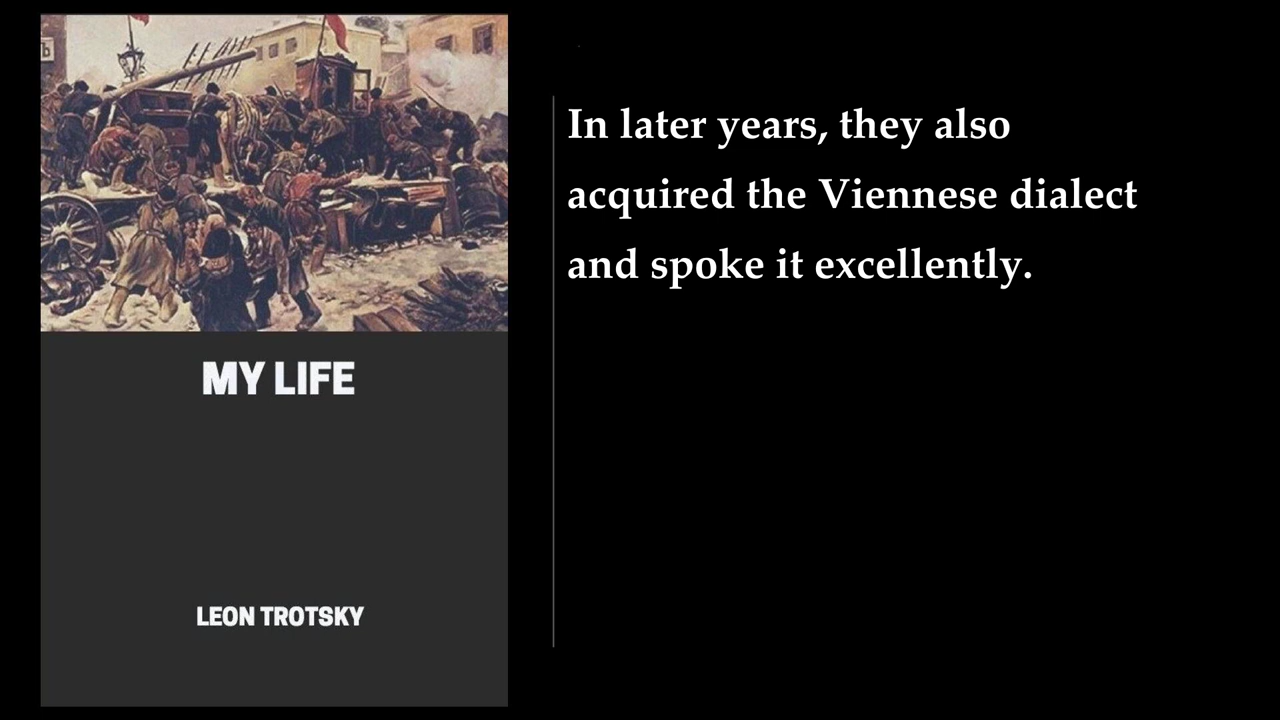 MY LIFE
LEON TROTSKY
In later years, they also
acquired the Viennese dialect
and spoke it excellently.